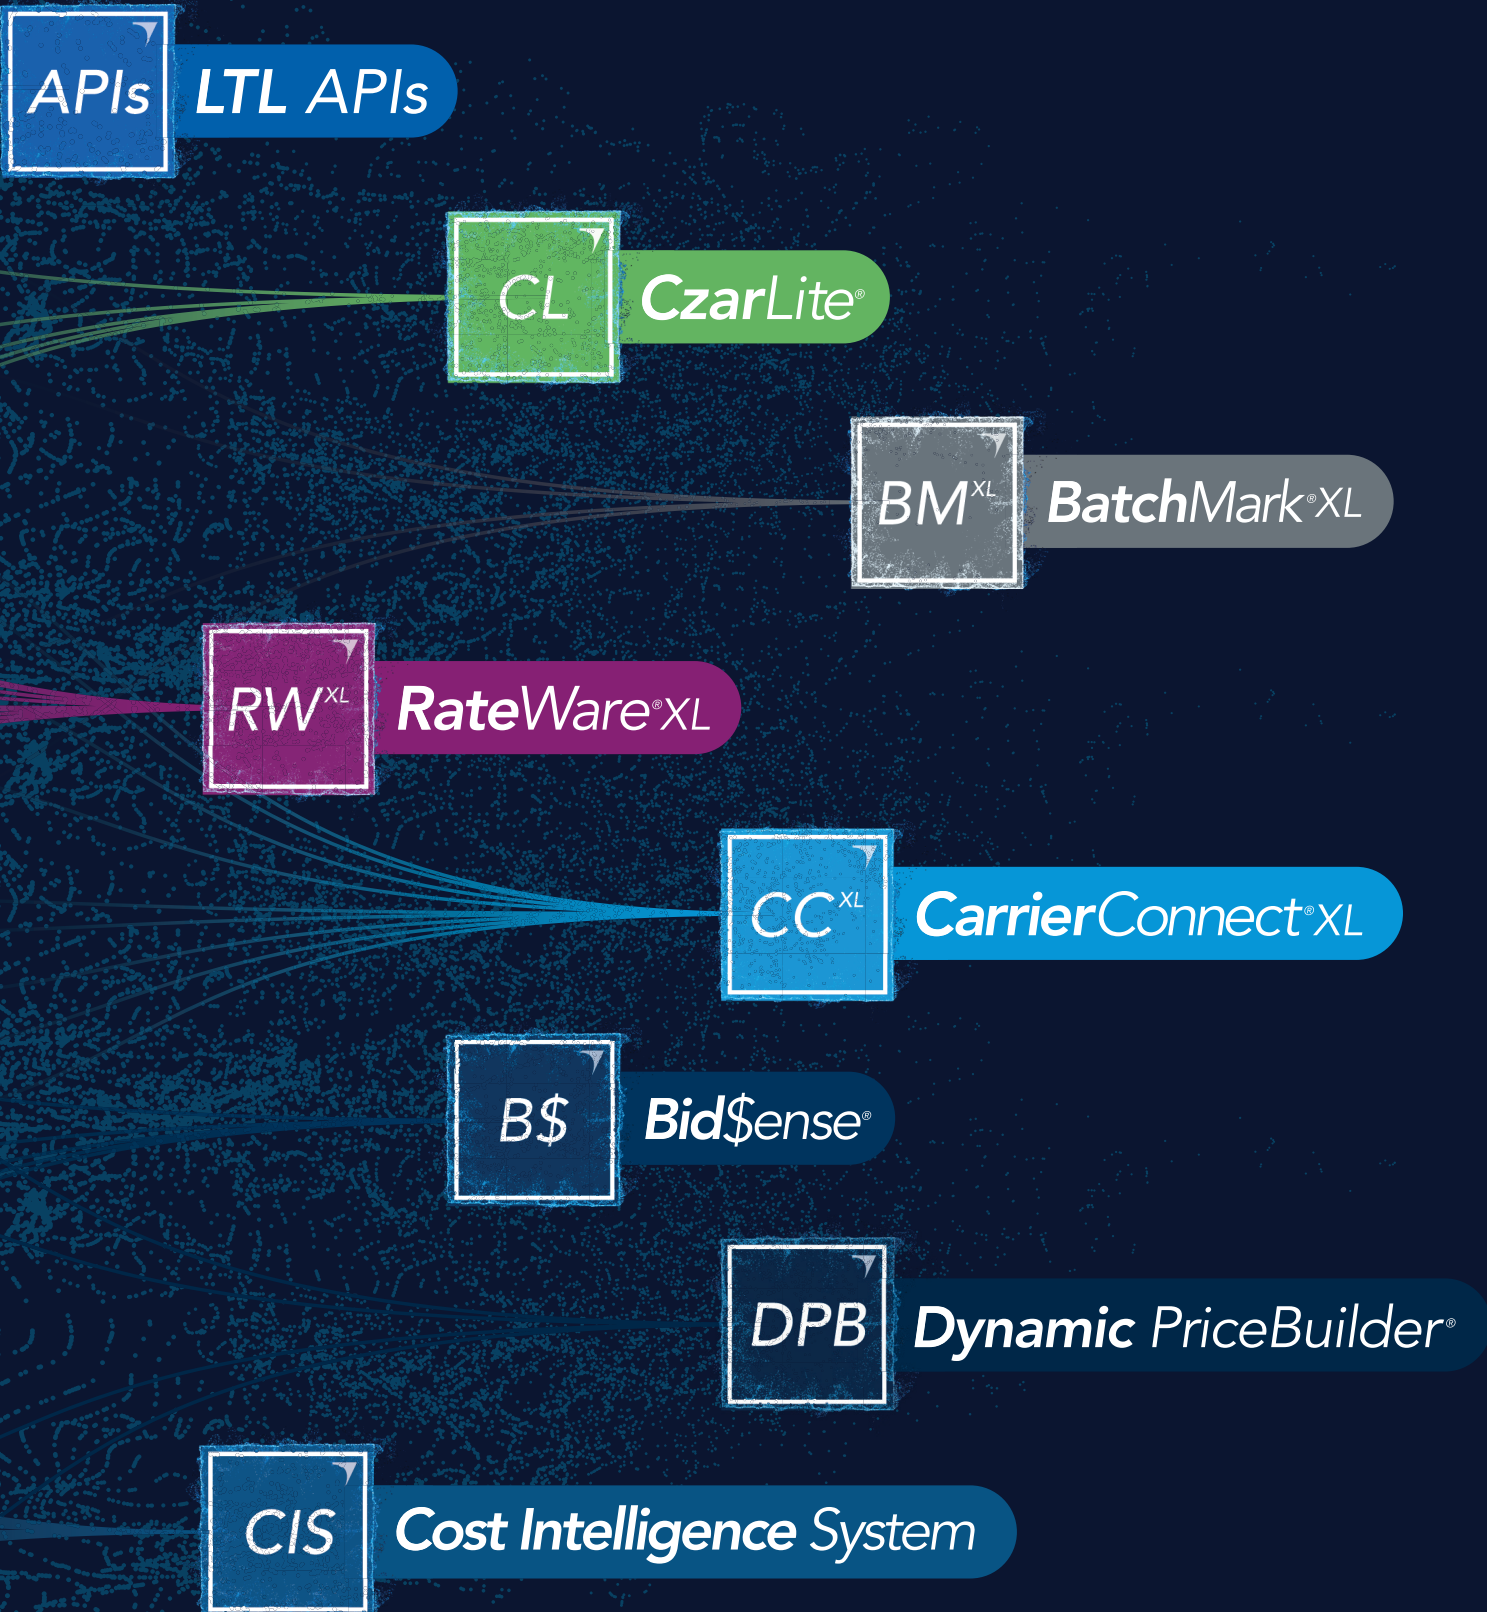 APIs LTL APIs
CL CzarLite®
BM XL BatchMark® XL
RW XL RateWare® XL
CC XL CarrierConnect® XL
B$ Bid$ense®
DPB Dynamic PriceBuilder®
CIS Cost Intelligence System